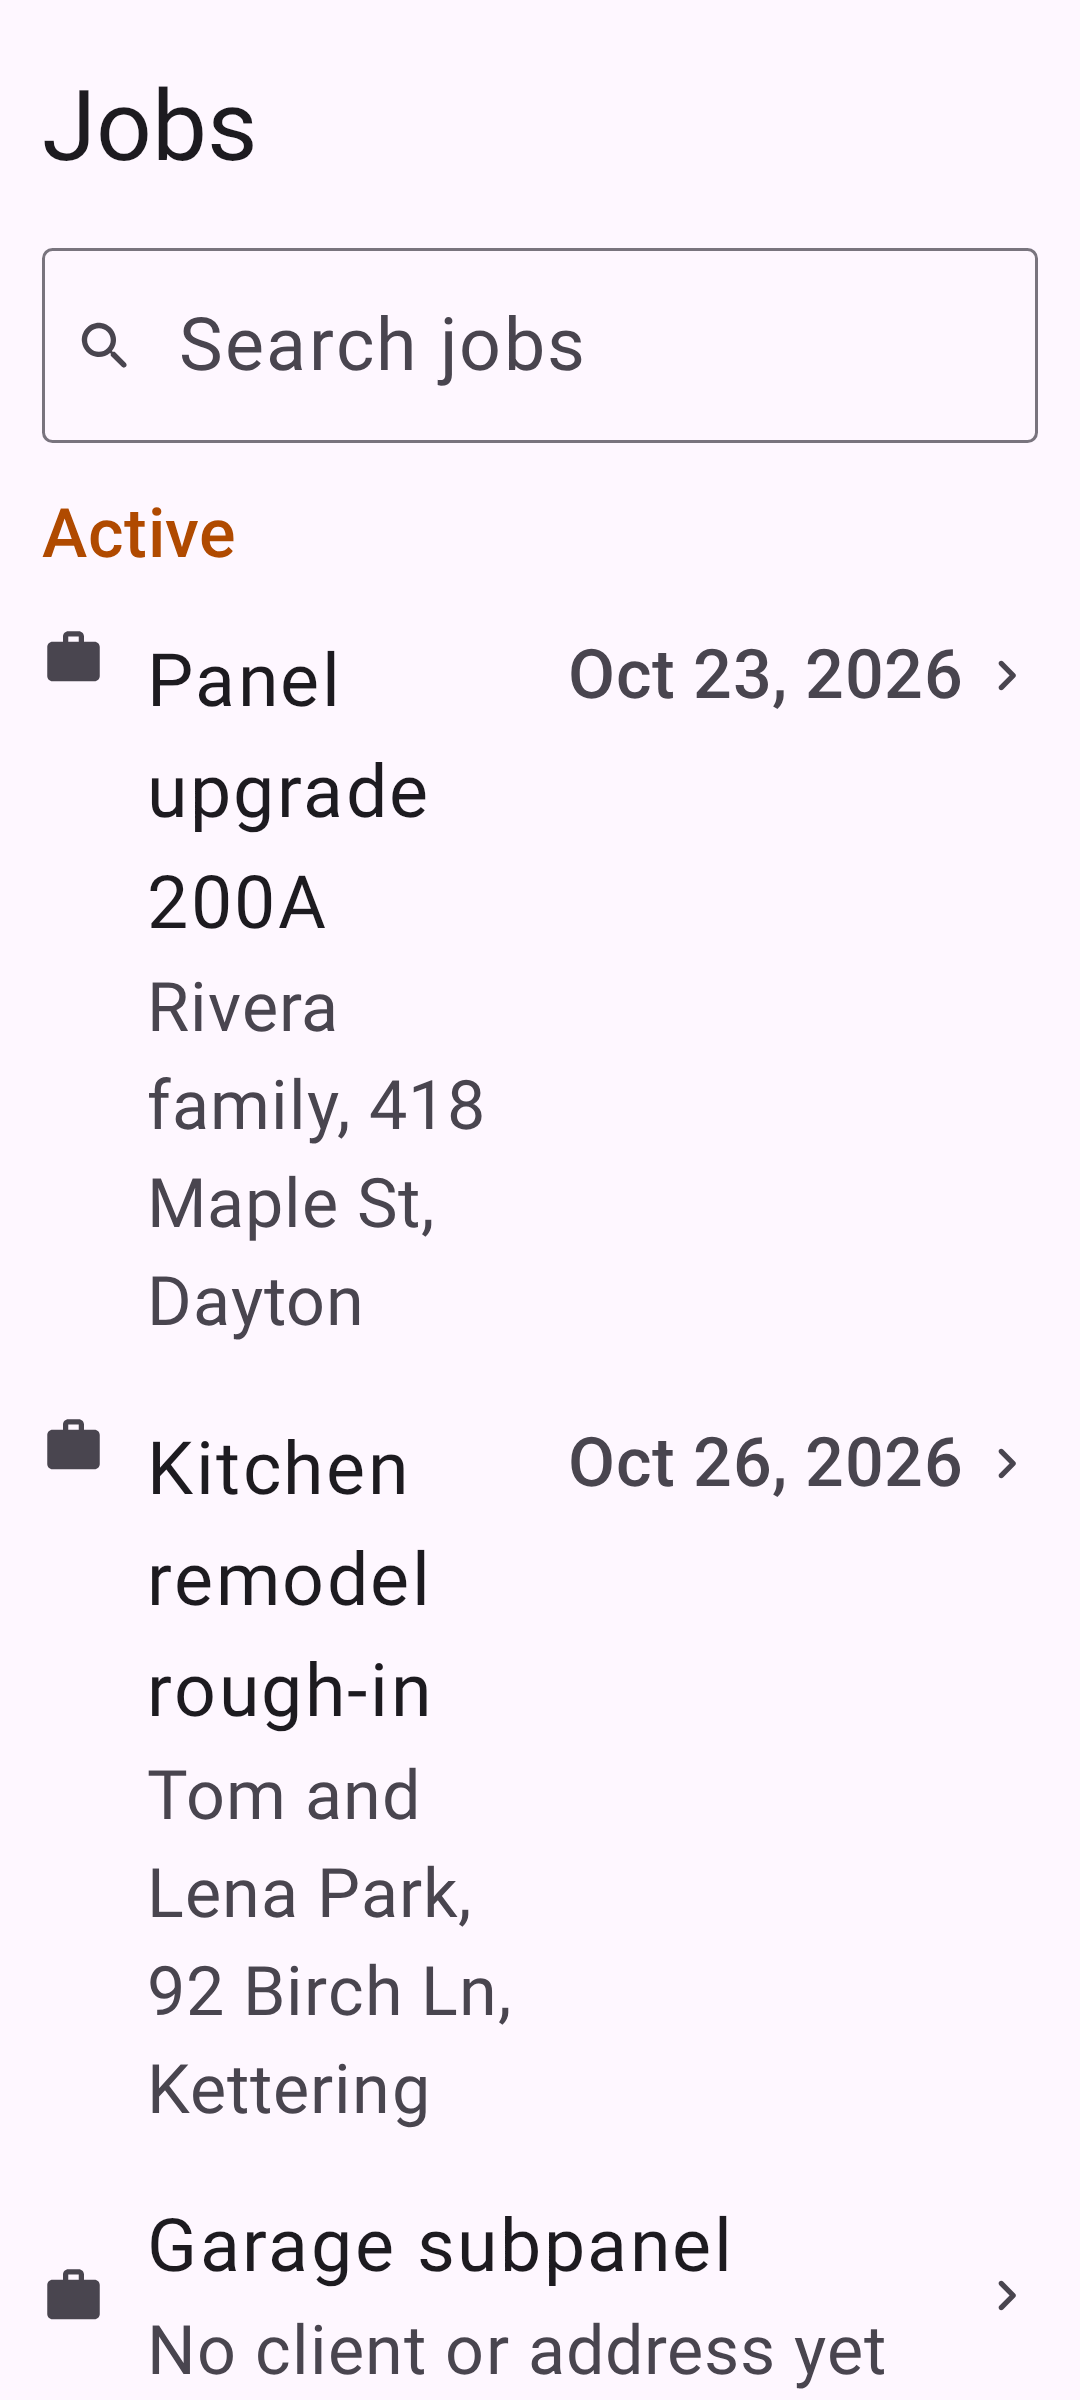 Jobs
Search jobs
Active
Panel
upgrade
200A
Oct 23, 2026
Rivera
family, 418
Maple St,
Dayton
Kitchen
remodel
rough-in
Oct 26, 2026
Tom and
Lena Park,
92 Birch Ln,
Kettering
Garage subpanel
No client or address yet